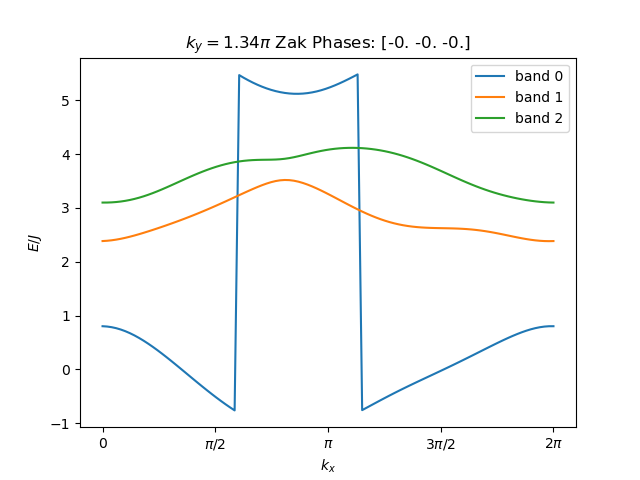 k_y = 1.34π Zak Phases: [-0. -0. -0.]
band 0
band 1
band 2
E/J
5
4
3
2
1
0
−1
0
π/2
π
3π/2
2π
k_x